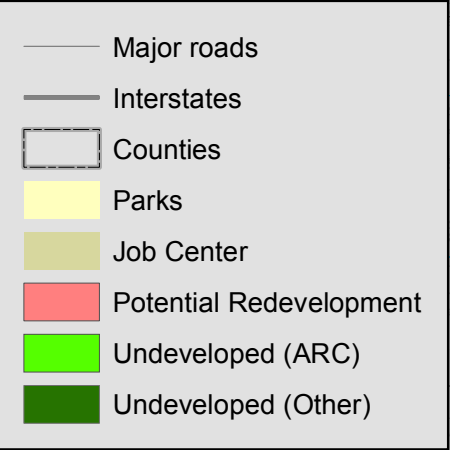 Major roads
Interstates
Counties
Parks
Job Center
Potential Redevelopment
Undeveloped (ARC)
Undeveloped (Other)